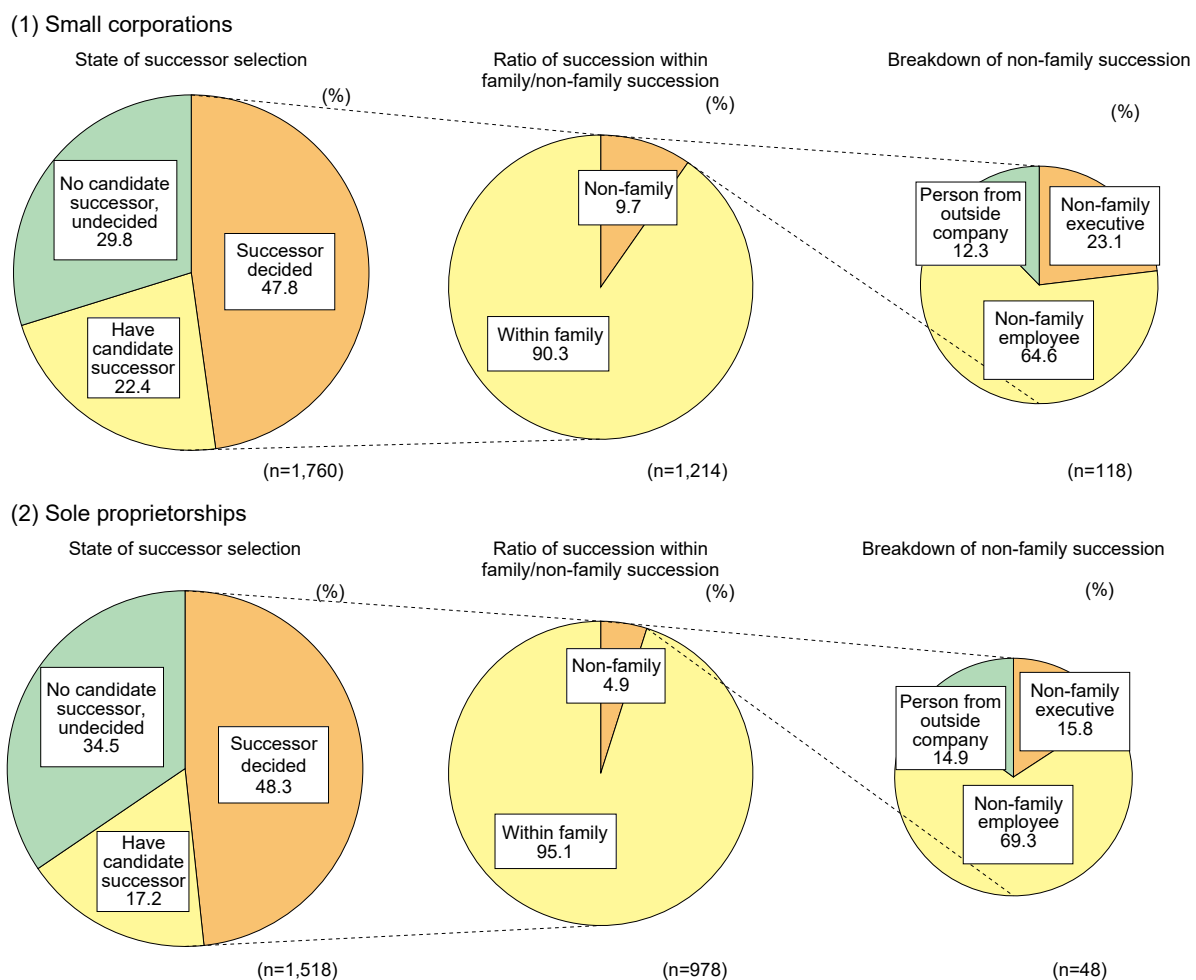 (1) Small corporations
State of successor selection
(%)
No candidate
successor,
undecided
29.8
Successor
decided
47.8
Have
candidate
successor
22.4
(n=1,760)
Ratio of succession within
family/non-family succession
(%)
Non-family
9.7
Within family
90.3
(n=1,214)
Breakdown of non-family succession
(%)
Person from
outside
company
12.3
Non-family
executive
23.1
Non-family
employee
64.6
(n=118)
(2) Sole proprietorships
State of successor selection
(%)
No candidate
successor,
undecided
34.5
Successor
decided
48.3
Have
candidate
successor
17.2
(n=1,518)
Ratio of succession within
family/non-family succession
(%)
Non-family
4.9
Within family
95.1
(n=978)
Breakdown of non-family succession
(%)
Person from
outside
company
14.9
Non-family
executive
15.8
Non-family
employee
69.3
(n=48)